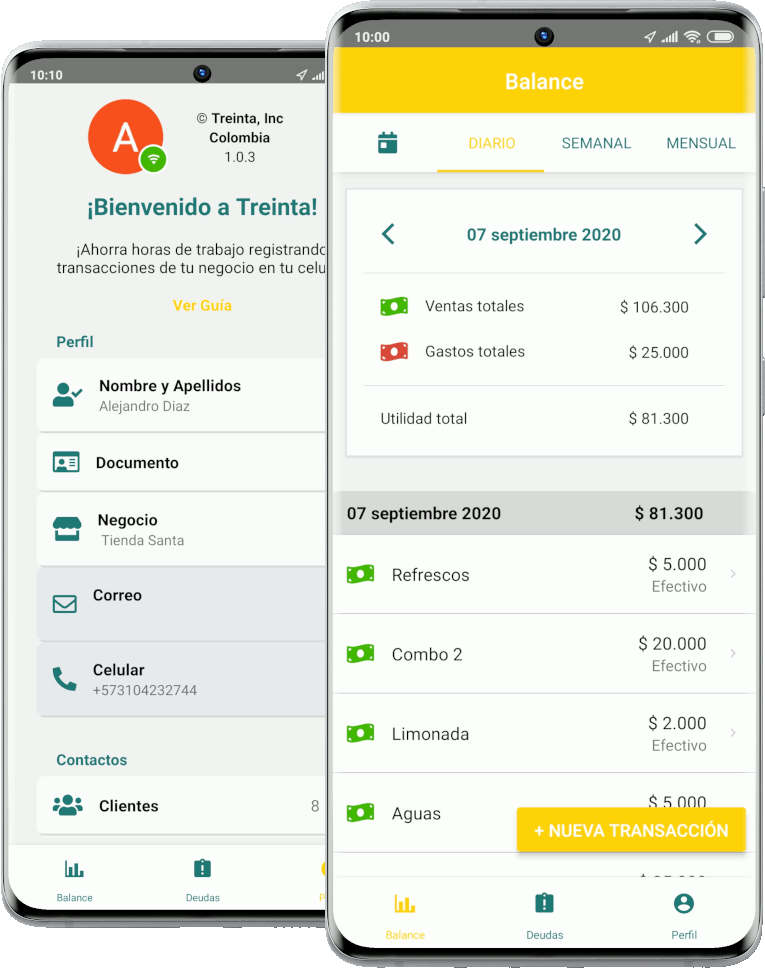 10:10
A
© Treinta, Inc
Colombia
1.0.3
¡Bienvenido a Treinta!
¡Ahorra horas de trabajo registrando
transacciones de tu negocio en tu celu
Ver Guía
Perfil
Nombre y Apellidos
Alejandro Diaz
Documento
Negocio
Tienda Santa
Correo
Celular
+573104232744
Contactos
Clientes 8
Balance Deudas P
10:00
Balance
DIARIO SEMANAL MENSUAL
07 septiembre 2020
Ventas totales $ 106.300
Gastos totales $ 25.000
Utilidad total $ 81.300
07 septiembre 2020 $ 81.300
Refrescos $ 5.000
Efectivo
Combo 2 $ 20.000
Efectivo
Limonada $ 2.000
Efectivo
Aguas $ 5.000
+ NUEVA TRANSACCIÓN
Balance Deudas Perfil